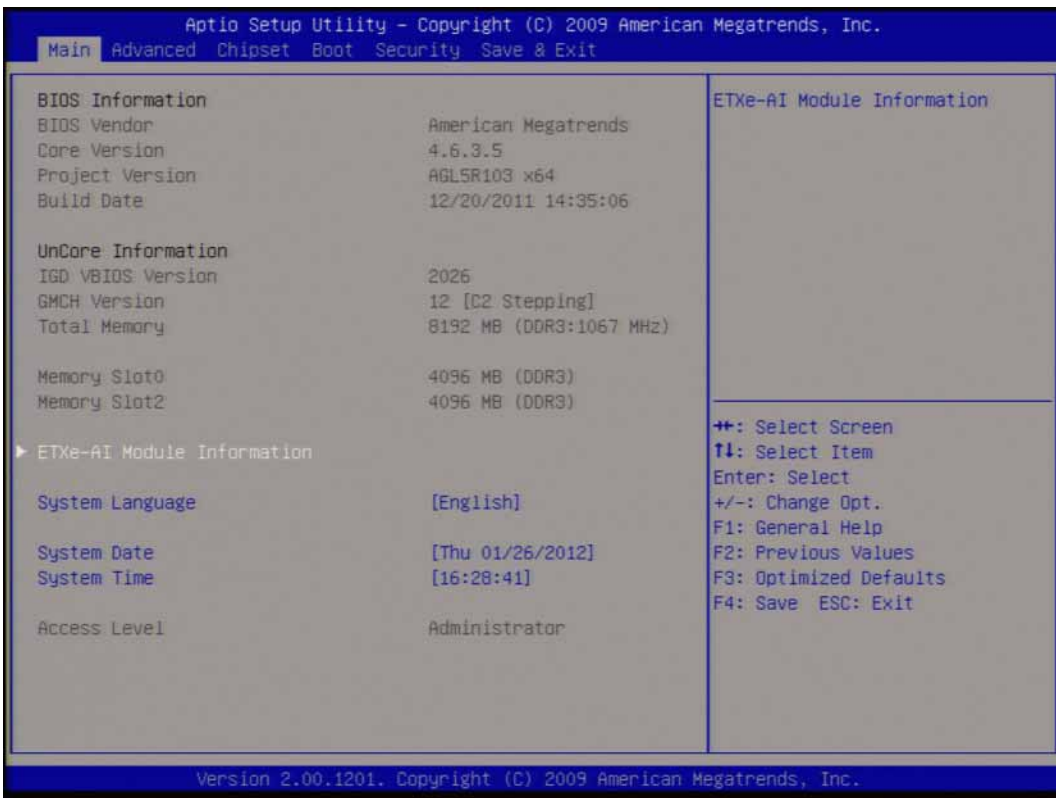 Aptio Setup Utility – Copyright (C) 2009 American Megatrends, Inc.
Main Advanced Chipset Boot Security Save & Exit
BIOS Information
BIOS Vendor American Megatrends
Core Version 4.6.3.5
Project Version AGL5R103 x64
Build Date 12/20/2011 14:35:06
UnCore Information
IGD VBIOS Version 2026
GMCH Version 12 [C2 Stepping]
Total Memory 8192 MB (DDR3:1067 MHz)
Memory Slot0 4096 MB (DDR3)
Memory Slot2 4096 MB (DDR3)
ETXe-AI Module Information
System Language [English]
System Date [Thu 01/26/2012]
System Time [16:28:41]
Access Level Administrator
ETXe-AI Module Information
→←: Select Screen
↑↓: Select Item
Enter: Select
+/-: Change Opt.
F1: General Help
F2: Previous Values
F3: Optimized Defaults
F4: Save ESC: Exit
Version 2.00.1201. Copyright (C) 2009 American Megatrends, Inc.